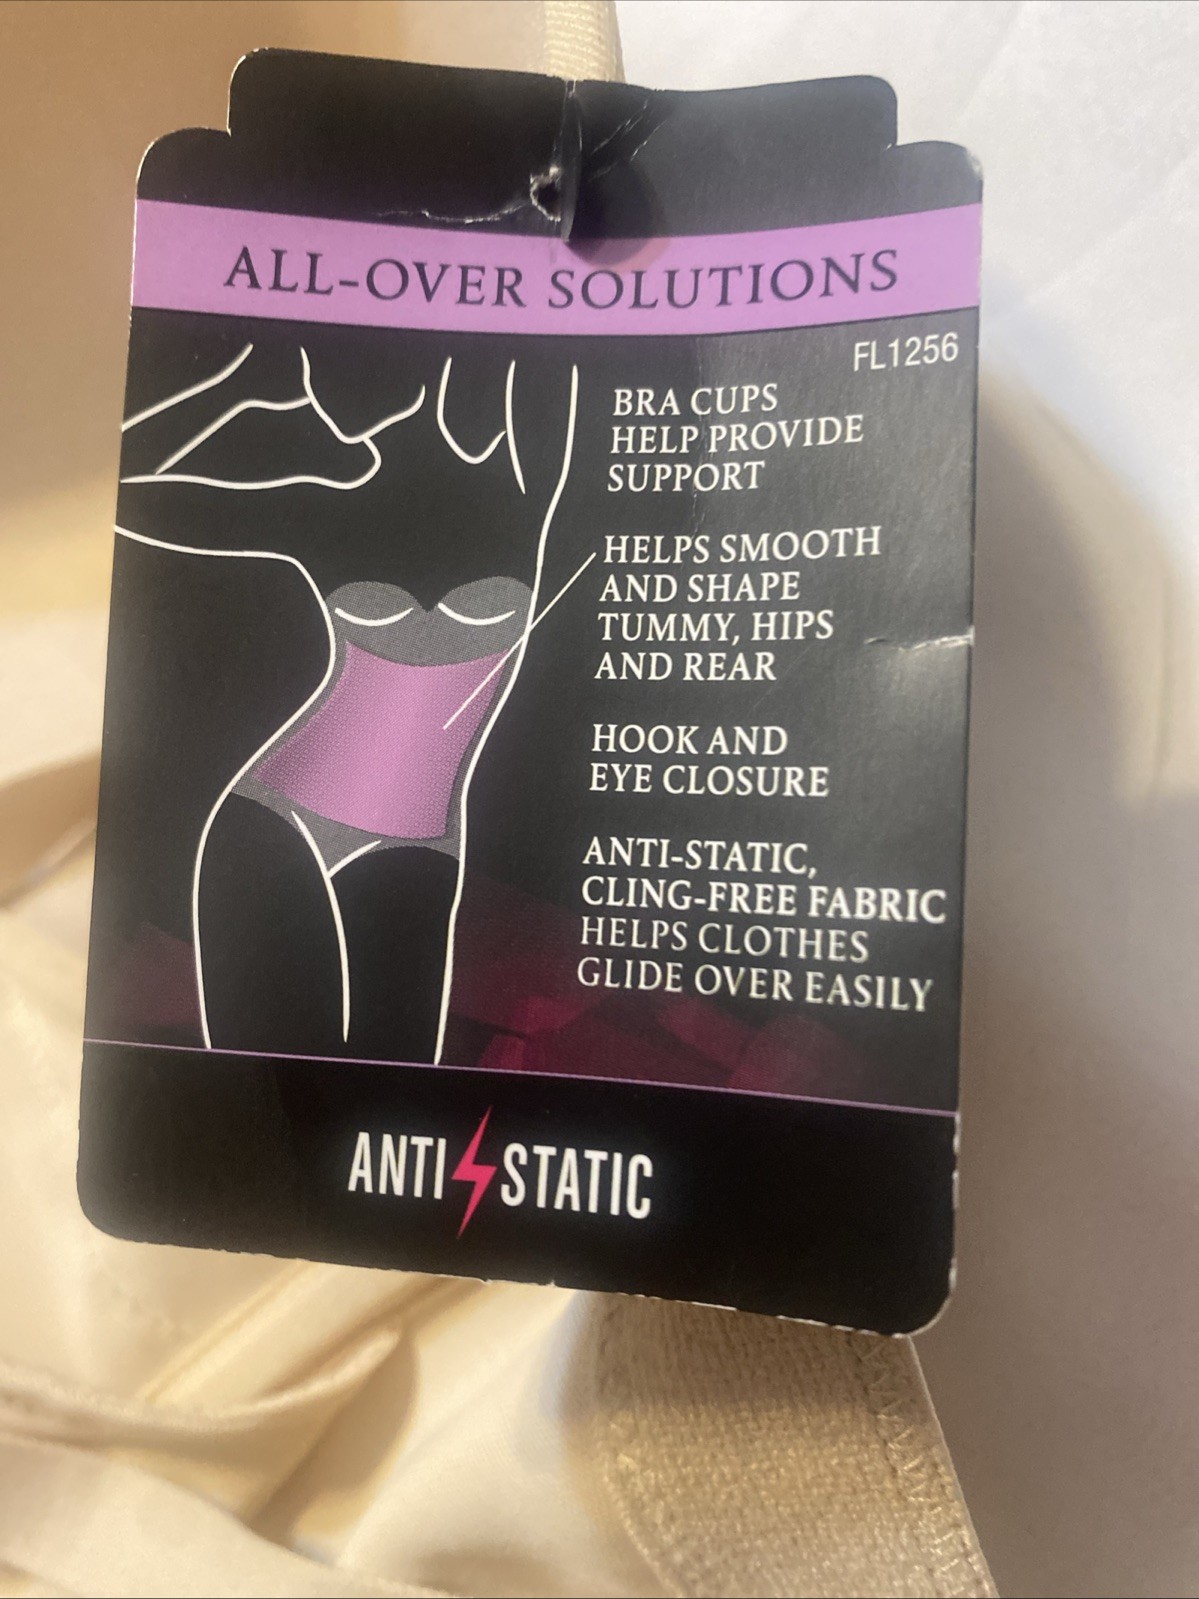 ALL-OVER SOLUTIONS
FL1256
BRA CUPS
HELP PROVIDE
SUPPORT
HELPS SMOOTH
AND SHAPE
TUMMY, HIPS
AND REAR
HOOK AND
EYE CLOSURE
ANTI-STATIC,
CLING-FREE FABRIC
HELPS CLOTHES
GLIDE OVER EASILY
ANTI STATIC